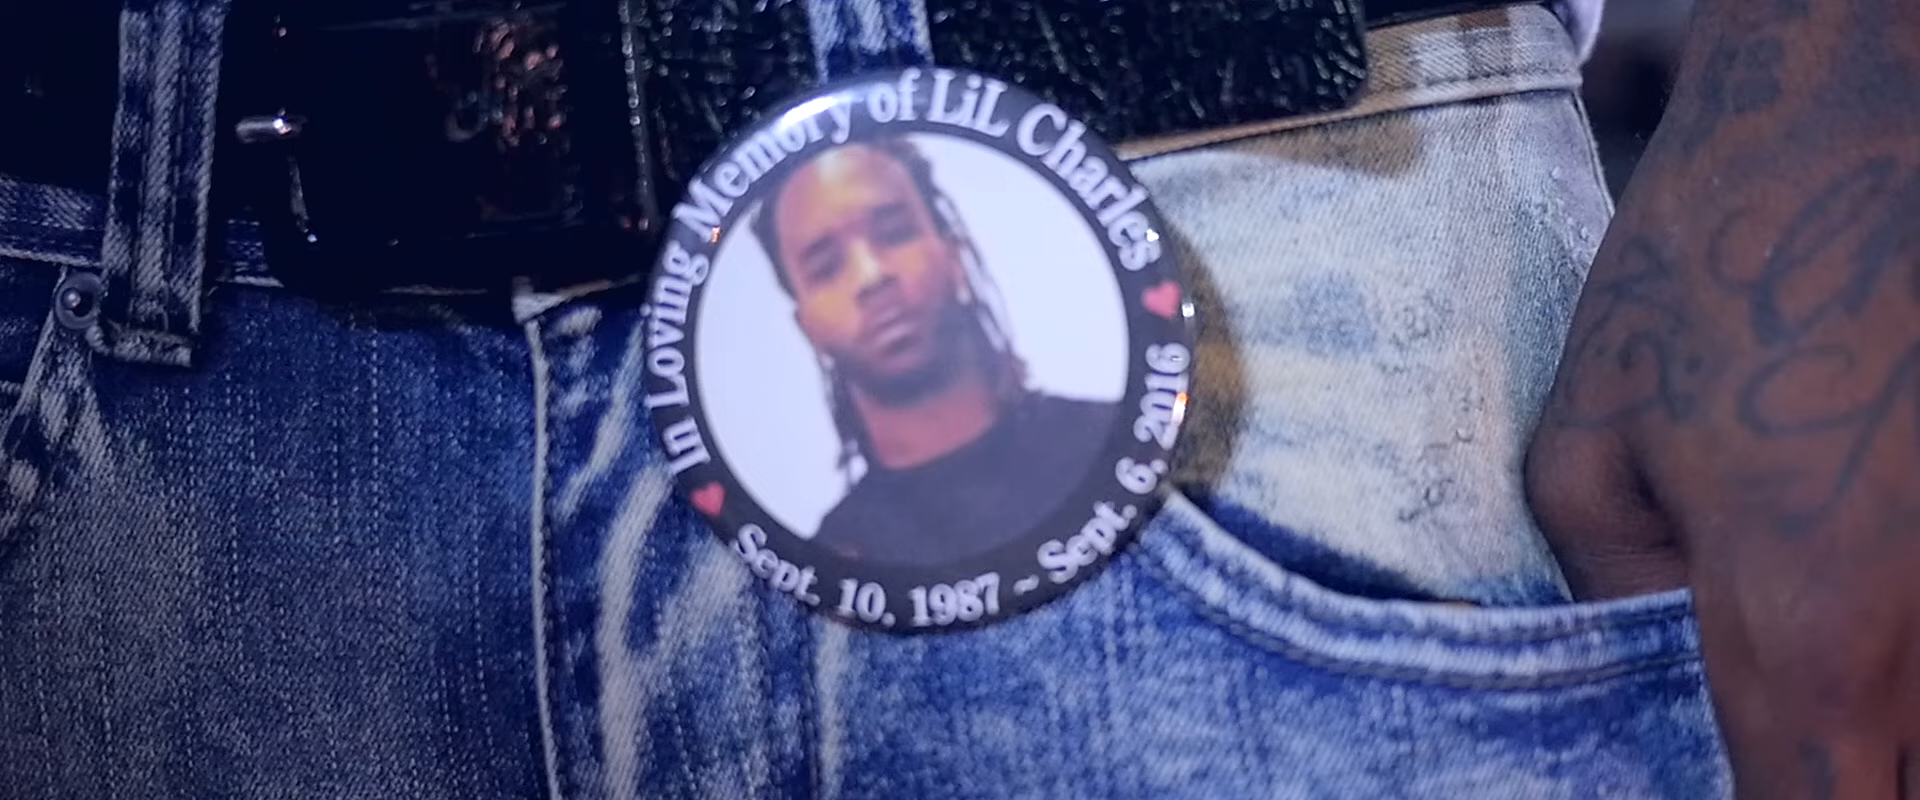 In Loving Memory of LiL Charles
Sept. 10, 1987 ~ Sept. 6, 2016